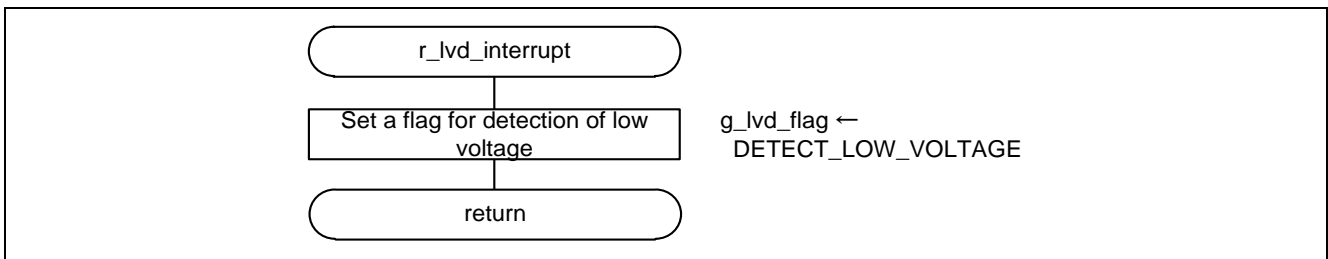 r_lvd_interrupt
Set a flag for detection of low
voltage
g_lvd_flag ←
DETECT_LOW_VOLTAGE
return